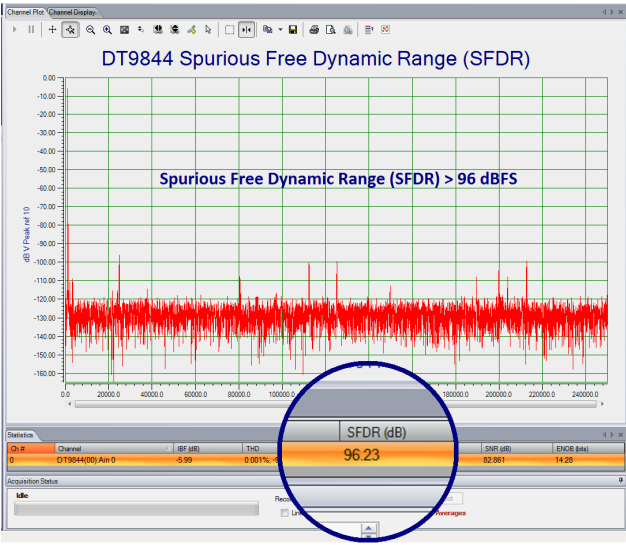 Channel Plot Channel Display
DT9844 Spurious Free Dynamic Range (SFDR)
Spurious Free Dynamic Range (SFDR) > 96 dBFS
dB V Peak ref 10
0.00
-10.00
-20.00
-30.00
-40.00
-50.00
-60.00
-70.00
-80.00
-90.00
-100.00
-110.00
-120.00
-130.00
-140.00
-150.00
-160.00
0.0 20000.0 40000.0 60000.0 80000.0 100000.0 180000.0 200000.0 220000.0 240000.0
Statistics
Ch # Channel IBF (dB) THD SFDR (dB) SNR (dB) ENOB (bits)
0 DT9844(00).Ain 0 -5.99 0.001%, 96.23 82.861 14.28
Acquisition Status
Idle
Averages